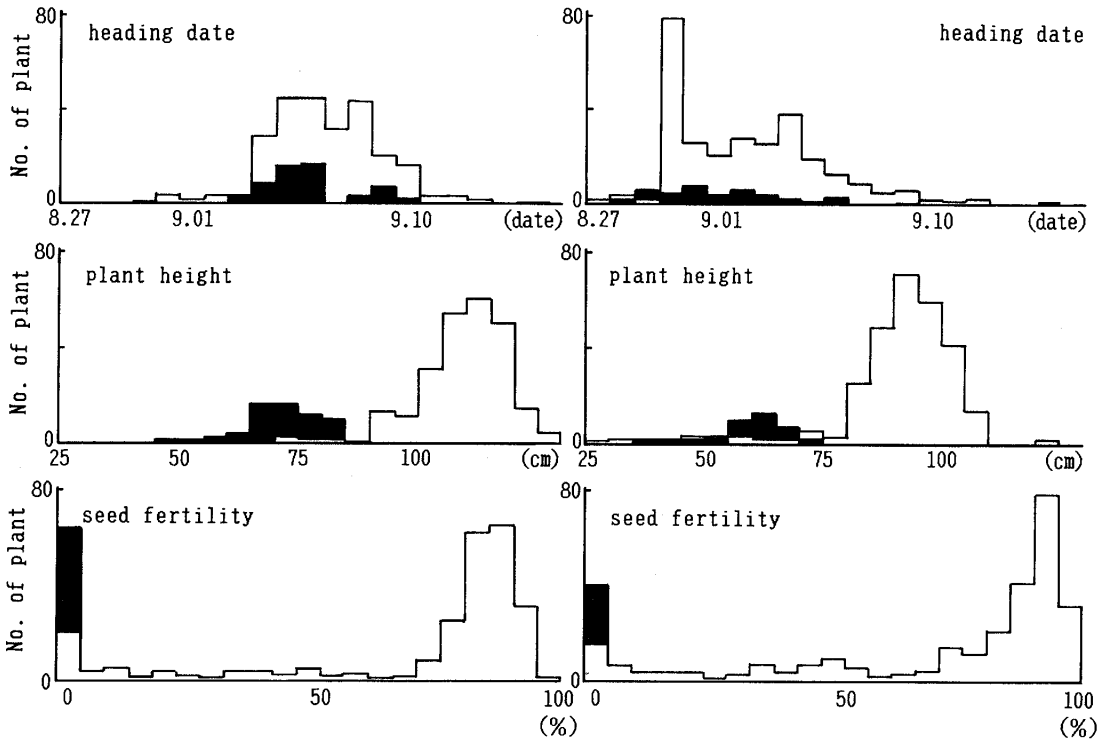 80
heading date
No. of plant
0
8.27
9.01
9.10
(date)
80
heading date
0
8.27
9.01
9.10
(date)
80
plant height
No. of plant
0
25
50
75
100
(cm)
80
plant height
0
25
50
75
100
(cm)
80
seed fertility
No. of plant
0
0
50
100
(%)
80
seed fertility
0
0
50
100
(%)